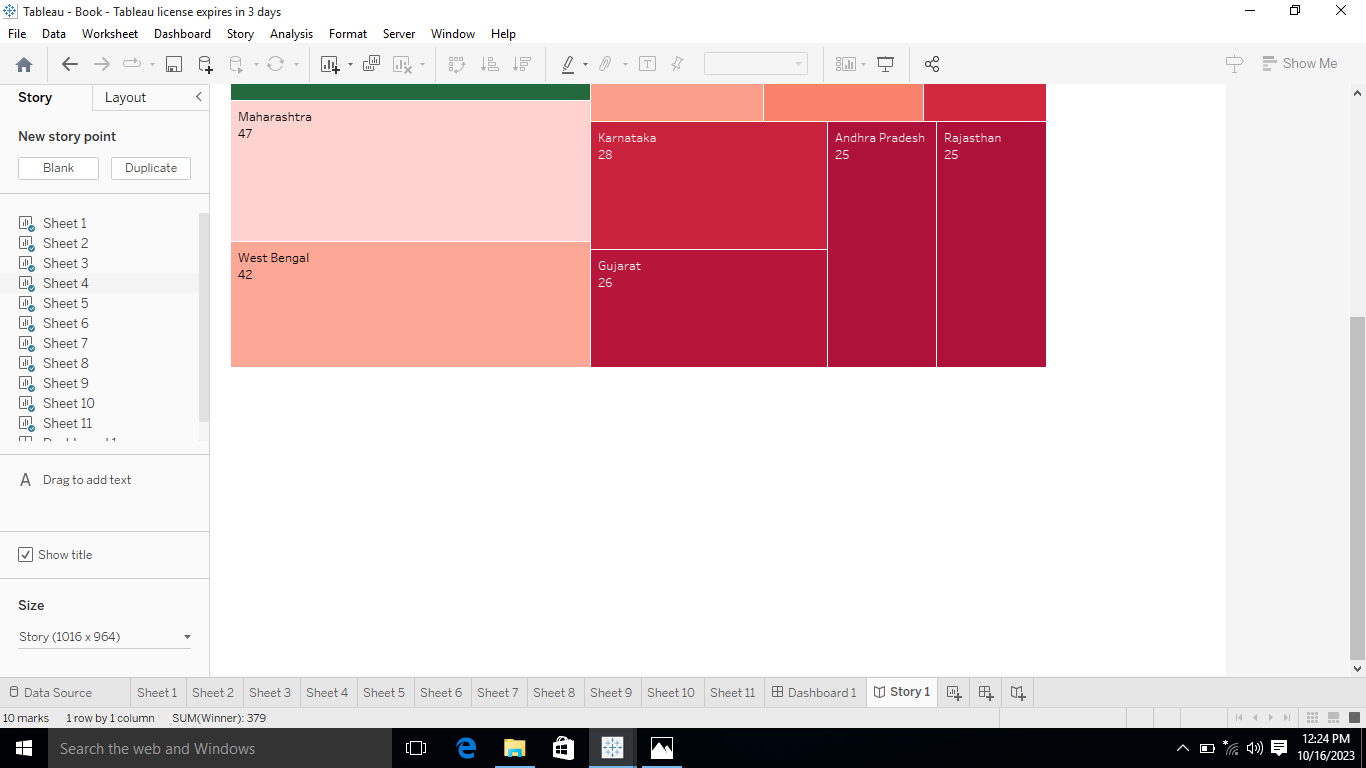 Tableau - Book - Tableau license expires in 3 days
File Data Worksheet Dashboard Story Analysis Format Server Window Help
Show Me
Story Layout
New story point
Blank Duplicate
Sheet 1
Sheet 2
Sheet 3
Sheet 4
Sheet 5
Sheet 6
Sheet 7
Sheet 8
Sheet 9
Sheet 10
Sheet 11
A Drag to add text
Show title
Size
Story (1016 x 964)
Maharashtra
47
West Bengal
42
Karnataka
28
Gujarat
26
Andhra Pradesh
25
Rajasthan
25
Data Source Sheet 1 Sheet 2 Sheet 3 Sheet 4 Sheet 5 Sheet 6 Sheet 7 Sheet 8 Sheet 9 Sheet 10 Sheet 11 Dashboard 1 Story 1
10 marks 1 row by 1 column SUM(Winner): 379
Search the web and Windows
12:24 PM
10/16/2023